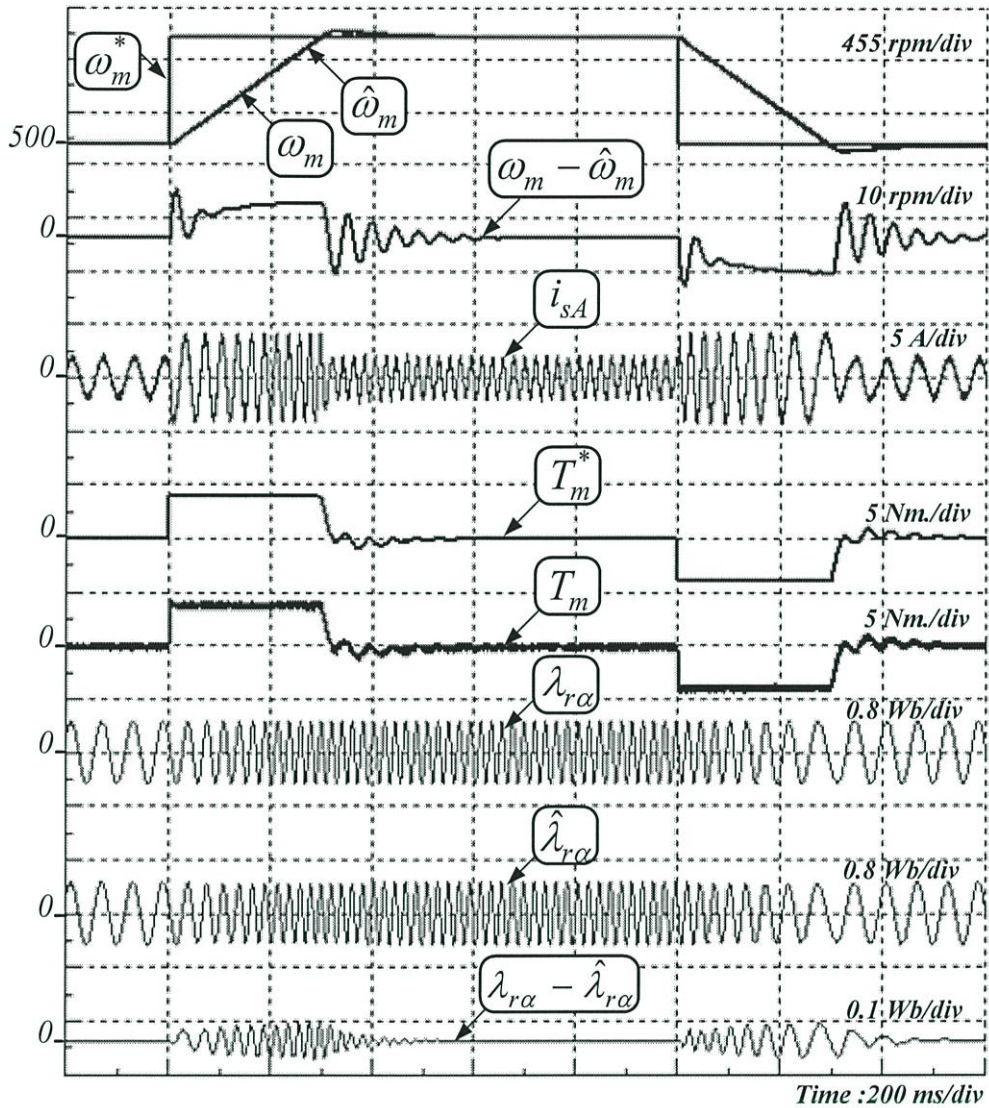 455 rpm/div
ω*m
ω̂m
ωm
500
ωm − ω̂m
10 rpm/div
0
isA
5 A/div
0
T*m
5 Nm./div
0
Tm
5 Nm./div
0
λrα
0.8 Wb/div
0
λ̂rα
0.8 Wb/div
0
λrα − λ̂rα
0.1 Wb/div
0
Time :200 ms/div